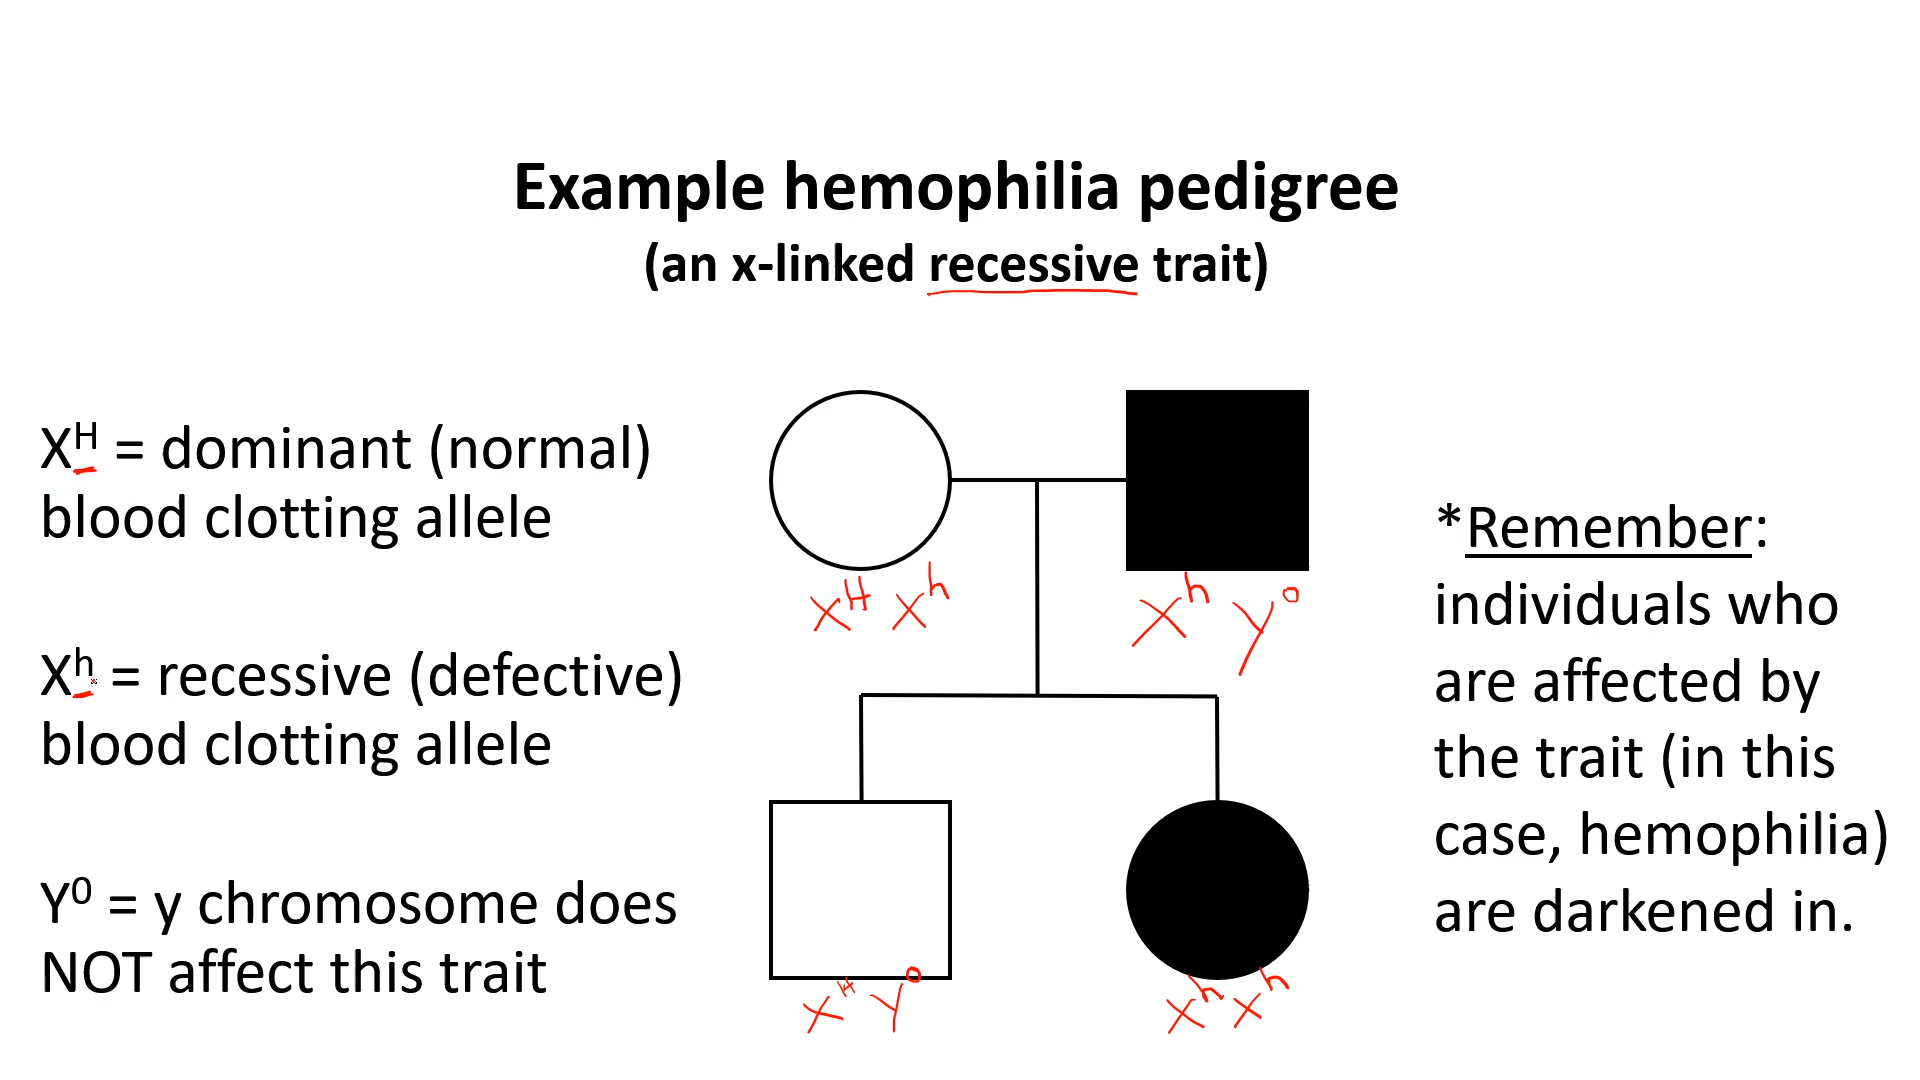 Example hemophilia pedigree
(an x-linked recessive trait)
Xᴴ = dominant (normal)
blood clotting allele
Xʰ = recessive (defective)
blood clotting allele
Y⁰ = y chromosome does
NOT affect this trait
Xᴴ Xʰ
Xʰ Y⁰
Xᴴ Y⁰
Xʰ Xʰ
*Remember:
individuals who
are affected by
the trait (in this
case, hemophilia)
are darkened in.